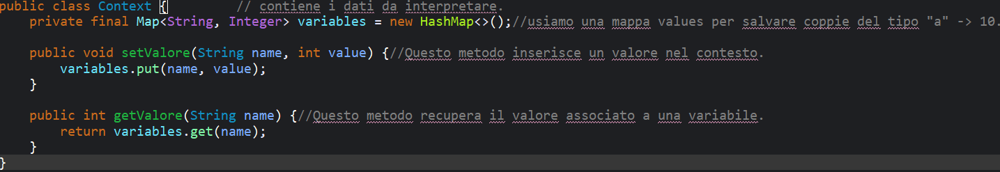 public class Context { // contiene i dati da interpretare.
private final Map<String, Integer> variables = new HashMap<>();//usiamo una mappa values per salvare coppie del tipo "a" -> 10.
public void setValore(String name, int value) {//Questo metodo inserisce un valore nel contesto.
variables.put(name, value);
}
public int getValore(String name) {//Questo metodo recupera il valore associato a una variabile.
return variables.get(name);
}
}